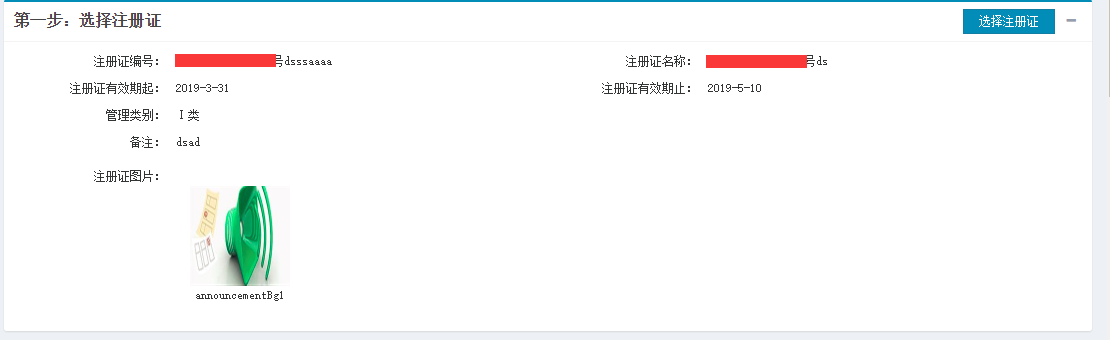 第一步：选择注册证
选择注册证
注册证编号： 号dsssaaaa
注册证名称： 号ds
注册证有效期起： 2019-3-31
注册证有效期止： 2019-5-10
管理类别： Ⅰ类
备注： dsad
注册证图片：
announcementBg1